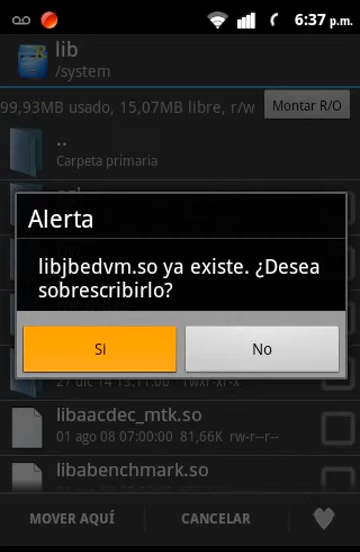 6:37 p.m.
lib
/system
99,93MB usado, 15,07MB libre, r/w
Montar R/O
..
Carpeta primaria
Alerta
libjbedvm.so ya existe. ¿Desea
sobrescribirlo?
Si
No
27 dic 14 13:11:00 rwxr-xr-x
libaacdec_mtk.so
01 ago 08 07:00:00 81,66K rw-r--r--
libabenchmark.so
MOVER AQUÍ
CANCELAR